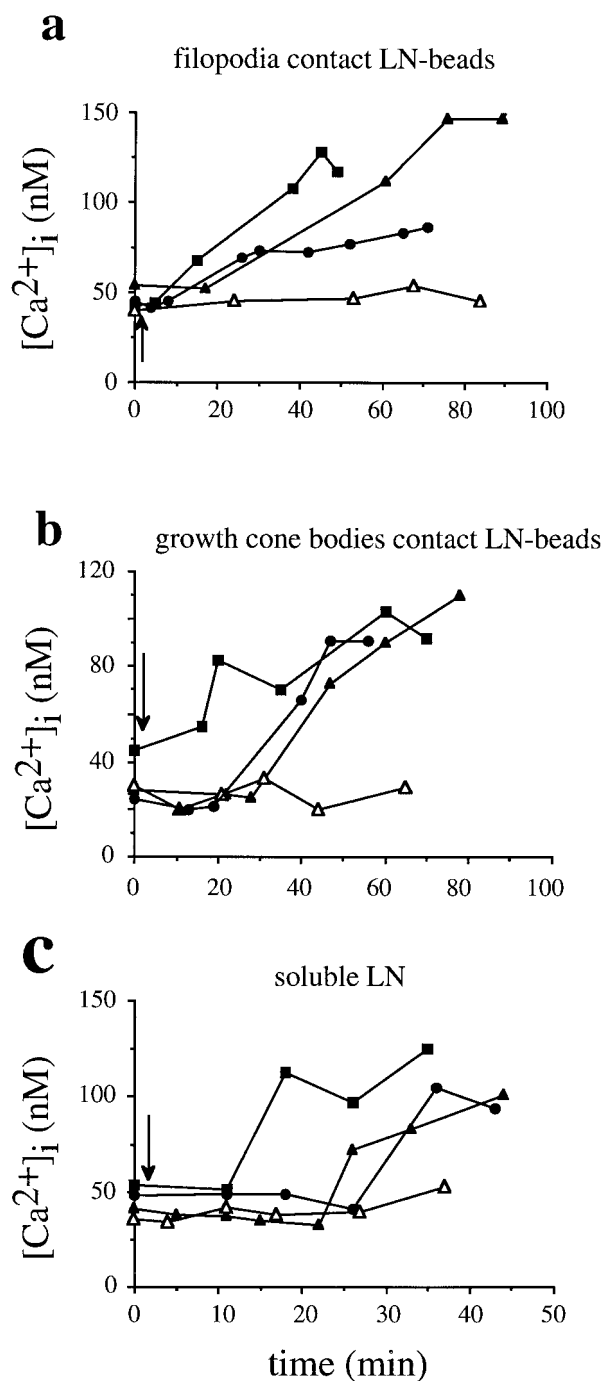 a
filopodia contact LN-beads
150
100
50
0
[Ca2+]i (nM)
0 20 40 60 80 100
b
growth cone bodies contact LN-beads
120
80
40
0
[Ca2+]i (nM)
0 20 40 60 80 100
c
soluble LN
150
100
50
0
[Ca2+]i (nM)
0 10 20 30 40 50
time (min)